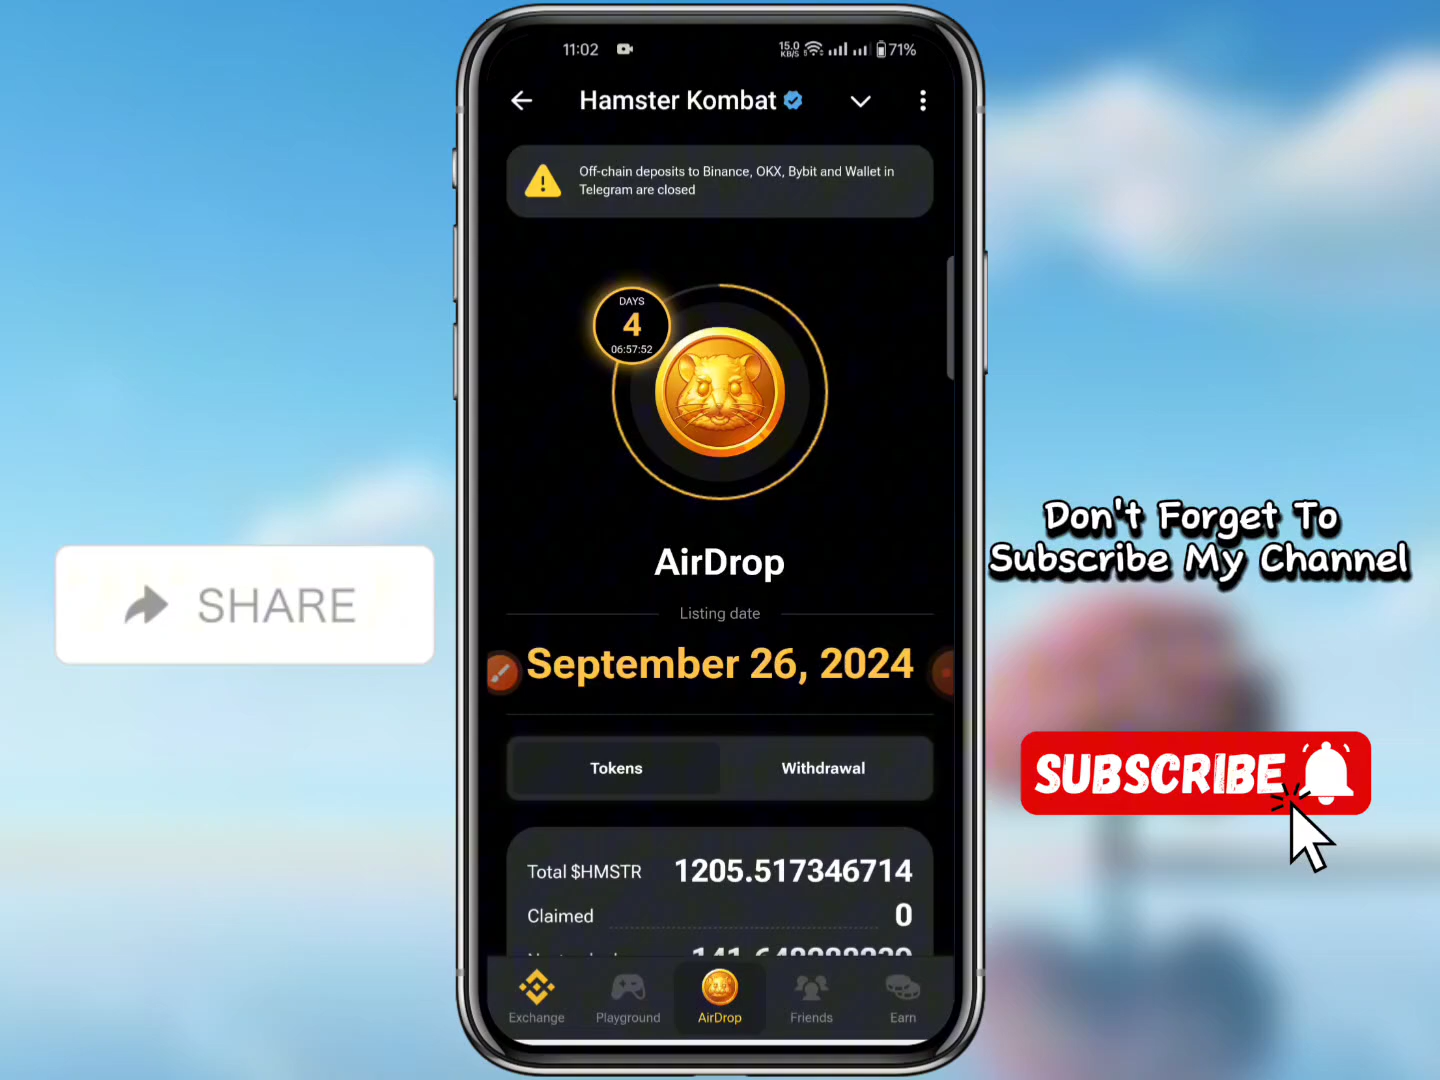 11:02
15.0
KB/S
71%
Hamster Kombat
Off-chain deposits to Binance, OKX, Bybit and Wallet in
Telegram are closed
DAYS
4
06:57:52
AirDrop
Listing date
September 26, 2024
Tokens
Withdrawal
Total $HMSTR
1205.517346714
Claimed
0
Exchange
Playground
AirDrop
Friends
Earn
SHARE
Don't Forget To
Subscribe My Channel
SUBSCRIBE